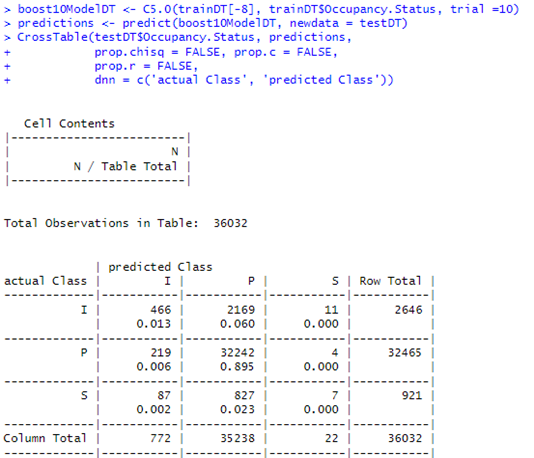 > boost10ModelDT <- C5.0(trainDT[-8], trainDT$Occupancy.Status, trial =10)
> predictions <- predict(boost10ModelDT, newdata = testDT)
> CrossTable(testDT$Occupancy.Status, predictions,
+            prop.chisq = FALSE, prop.c = FALSE,
+            prop.r = FALSE,
+            dnn = c('actual Class', 'predicted Class'))
   Cell Contents
|-------------------------|
|                       N |
|         N / Table Total |
|-------------------------|
Total Observations in Table:  36032
             | predicted Class
actual Class |         I |         P |         S | Row Total |
-------------|-----------|-----------|-----------|-----------|
           I |       466 |      2169 |        11 |      2646 |
             |     0.013 |     0.060 |     0.000 |           |
-------------|-----------|-----------|-----------|-----------|
           P |       219 |     32242 |         4 |     32465 |
             |     0.006 |     0.895 |     0.000 |           |
-------------|-----------|-----------|-----------|-----------|
           S |        87 |       827 |         7 |       921 |
             |     0.002 |     0.023 |     0.000 |           |
-------------|-----------|-----------|-----------|-----------|
Column Total |       772 |     35238 |        22 |     36032 |
-------------|-----------|-----------|-----------|-----------|